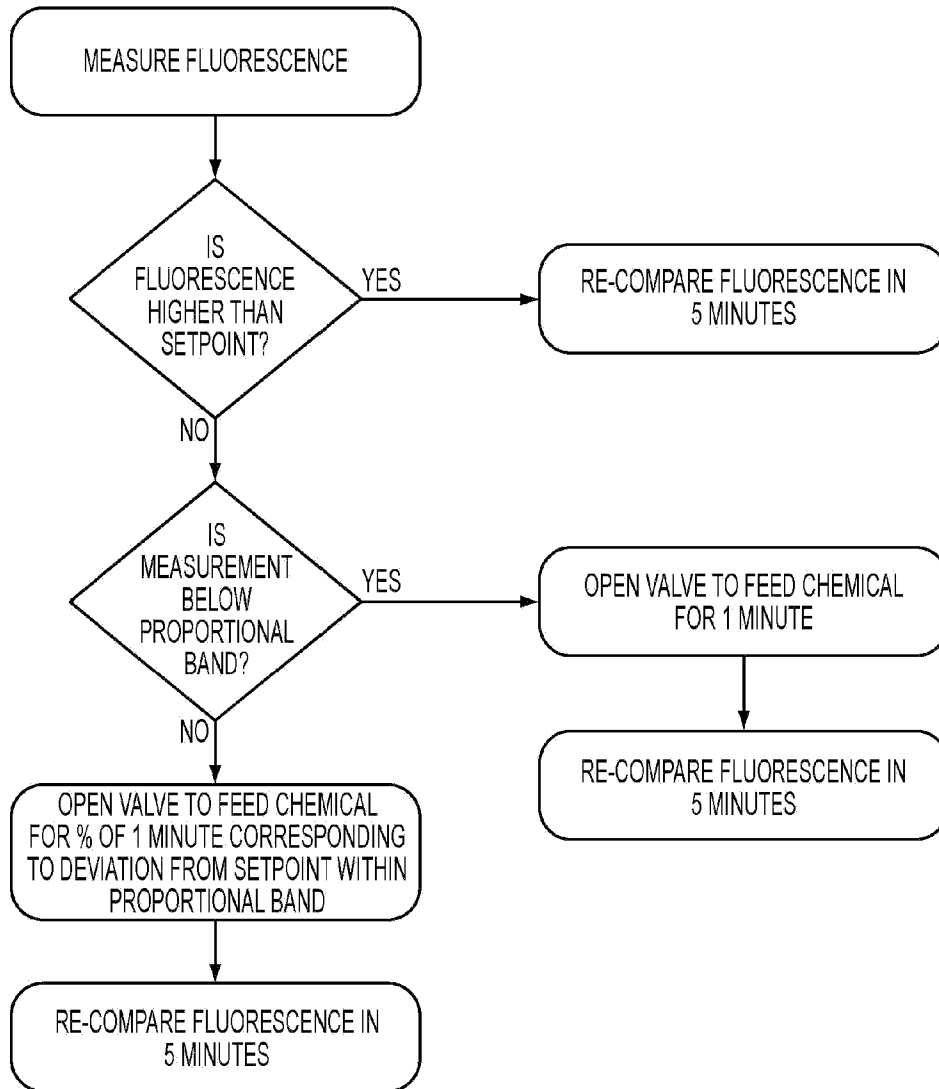 MEASURE FLUORESCENCE
IS
FLUORESCENCE
HIGHER THAN
SETPOINT?
YES
RE-COMPARE FLUORESCENCE IN
5 MINUTES
NO
IS
MEASUREMENT
BELOW
PROPORTIONAL
BAND?
YES
OPEN VALVE TO FEED CHEMICAL
FOR 1 MINUTE
RE-COMPARE FLUORESCENCE IN
5 MINUTES
NO
OPEN VALVE TO FEED CHEMICAL
FOR % OF 1 MINUTE CORRESPONDING
TO DEVIATION FROM SETPOINT WITHIN
PROPORTIONAL BAND
RE-COMPARE FLUORESCENCE IN
5 MINUTES